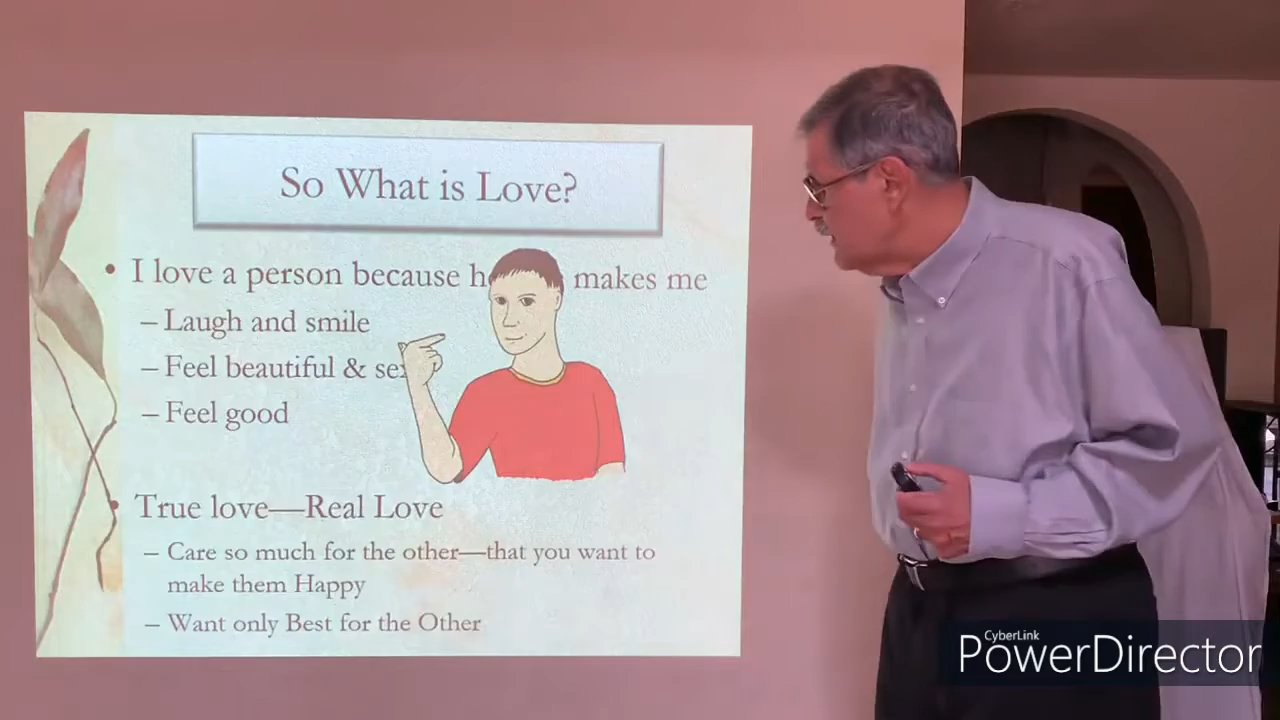 So What is Love?
• I love a person because h makes me
– Laugh and smile
– Feel beautiful & se
– Feel good
• True love—Real Love
– Care so much for the other—that you want to
make them Happy
– Want only Best for the Other
CyberLink
PowerDirector